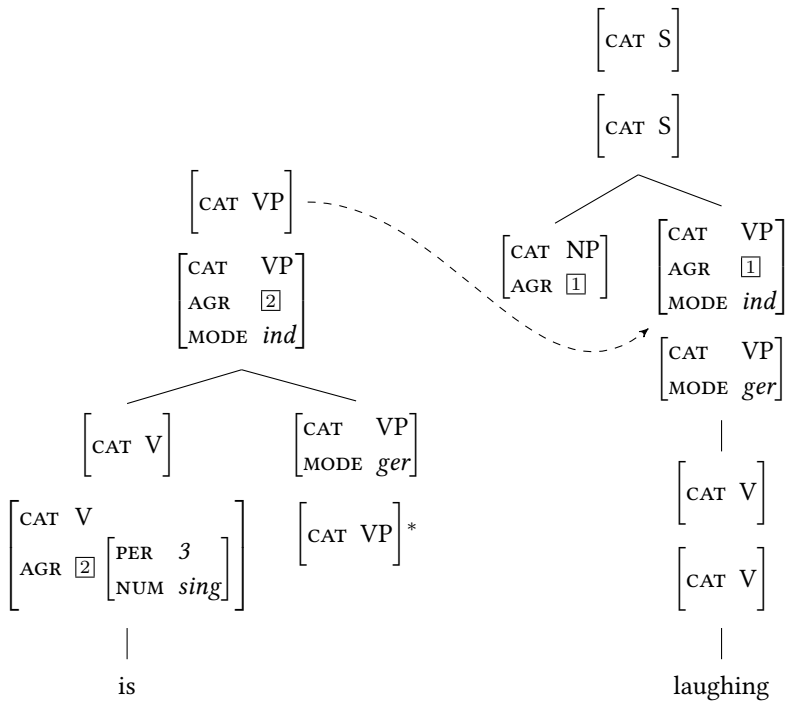 [CAT S]
[CAT S]
[CAT VP]
[CAT NP
AGR 1]
[CAT VP
AGR 1
MODE ind]
[CAT VP
AGR 2
MODE ind]
[CAT VP
MODE ger]
[CAT V]
[CAT VP
MODE ger]
[CAT V]
[CAT V
AGR 2 [PER 3
NUM sing]]
[CAT VP]*
[CAT V]
is
laughing